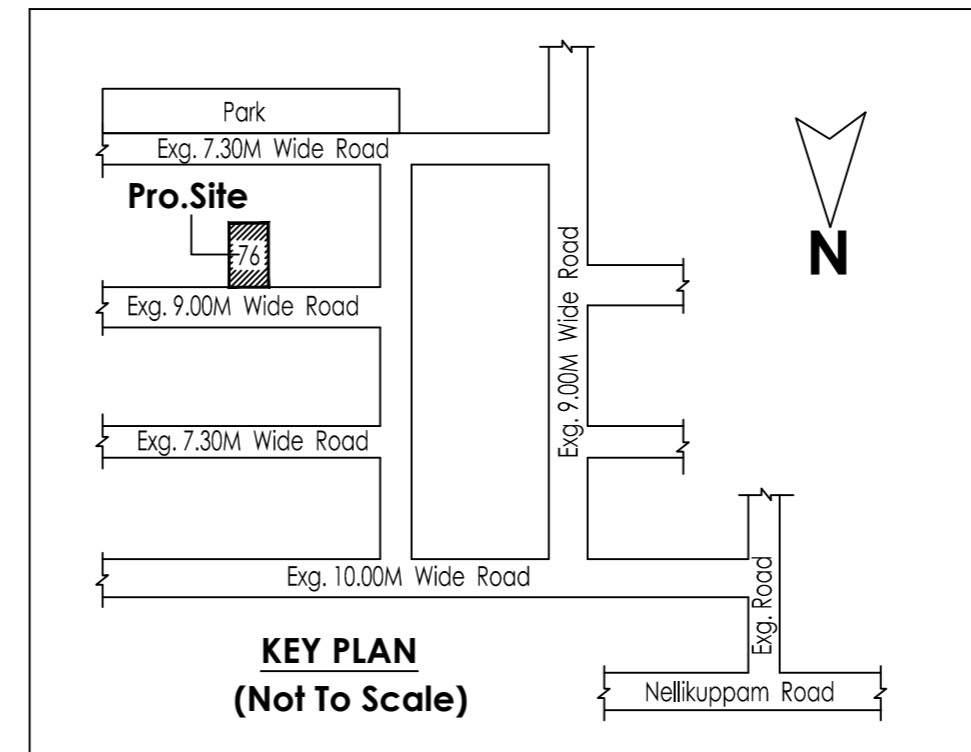 Park
Exg. 7.30M Wide Road
Pro.Site
76
N
Exg. 9.00M Wide Road
Exg. 9.00M Wide Road
Exg. 7.30M Wide Road
Exg. 10.00M Wide Road
Exg. Road
KEY PLAN
(Not To Scale)
Nellikuppam Road